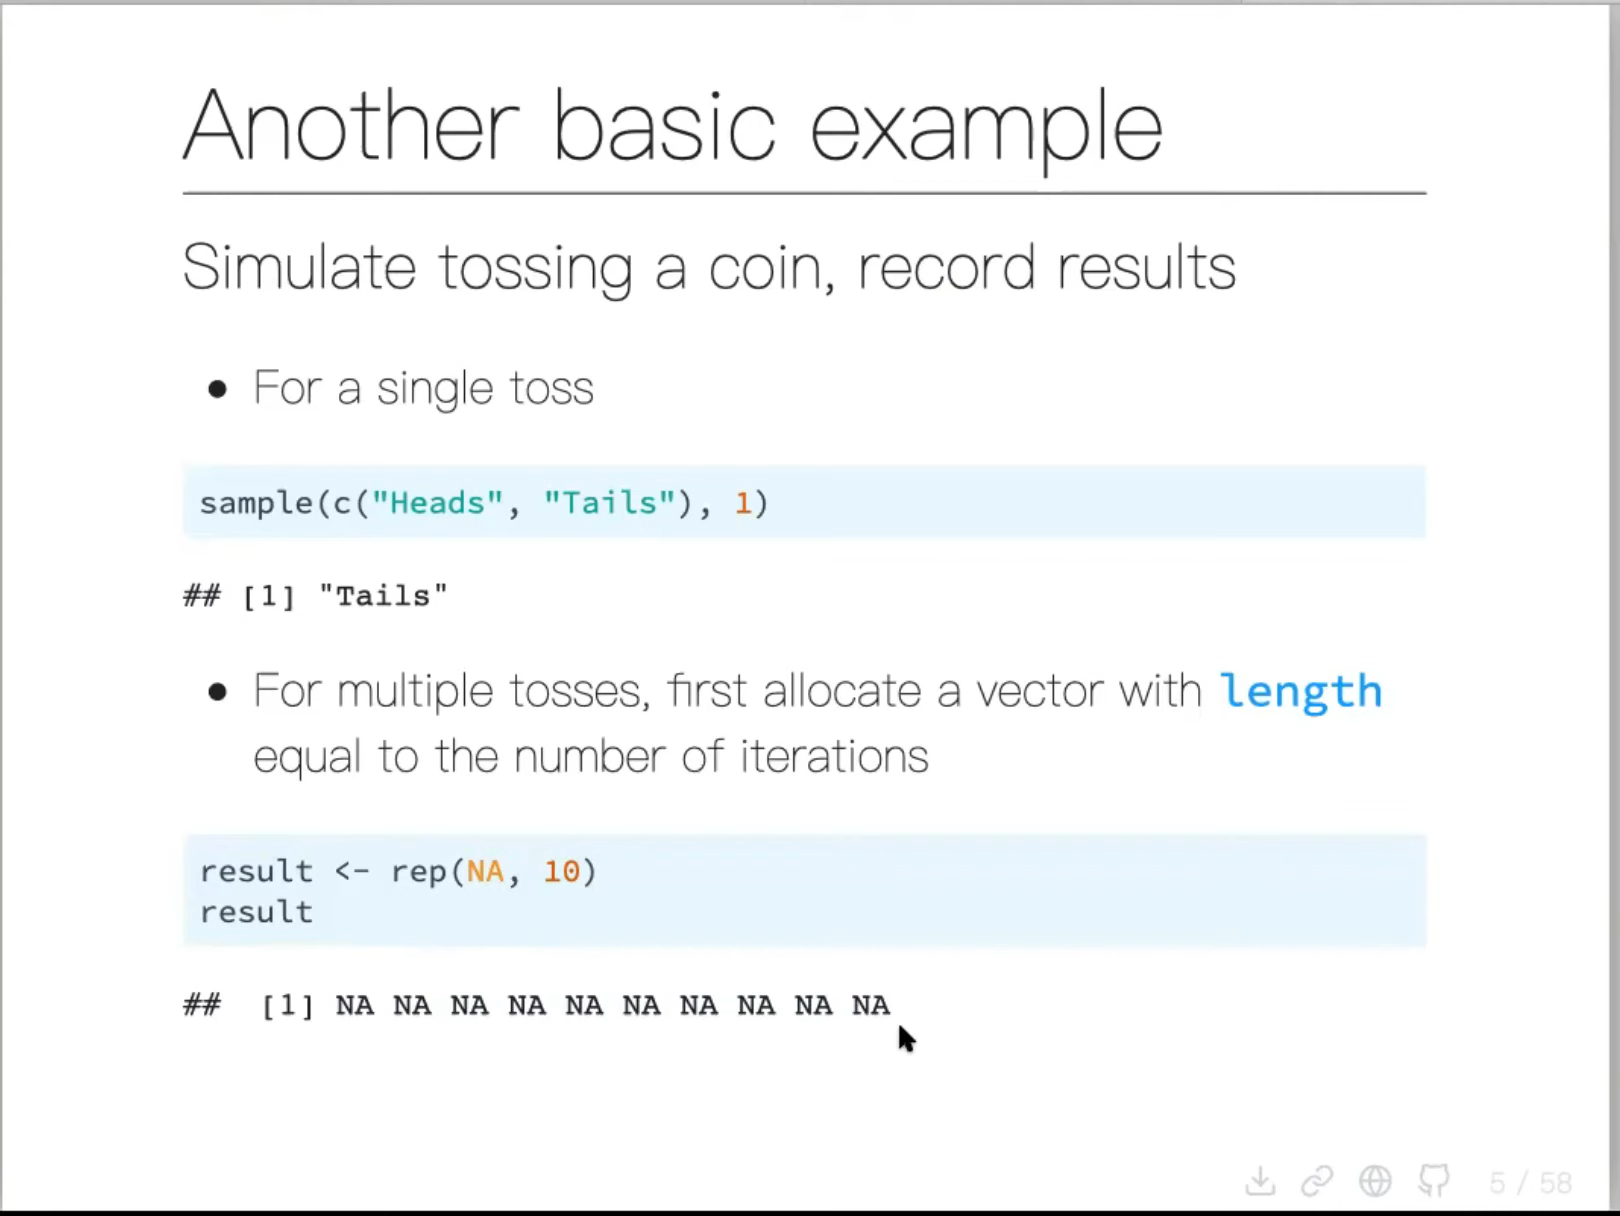 Another basic example
Simulate tossing a coin, record results
• For a single toss
sample(c("Heads", "Tails"), 1)
## [1] "Tails"
• For multiple tosses, first allocate a vector with length
equal to the number of iterations
result <- rep(NA, 10)
result
##  [1] NA NA NA NA NA NA NA NA NA NA
5 / 58